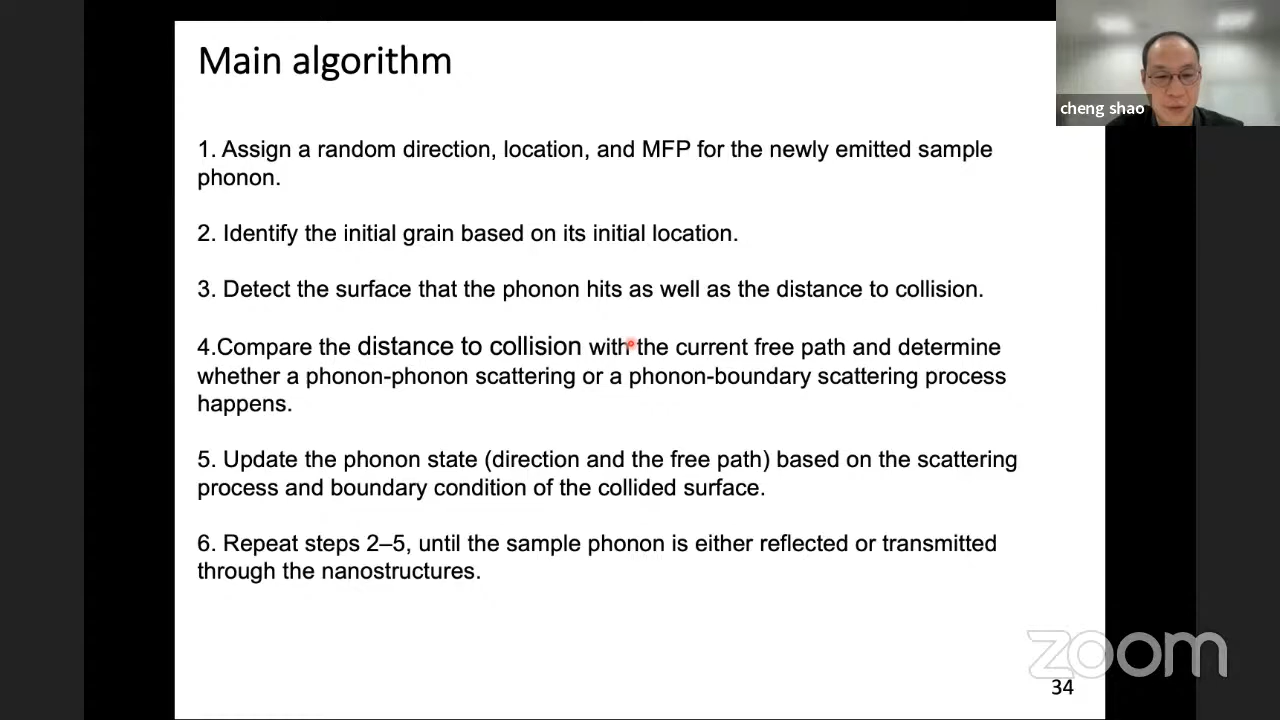 Main algorithm
cheng shao
1. Assign a random direction, location, and MFP for the newly emitted sample
phonon.
2. Identify the initial grain based on its initial location.
3. Detect the surface that the phonon hits as well as the distance to collision.
4.Compare the distance to collision with the current free path and determine
whether a phonon-phonon scattering or a phonon-boundary scattering process
happens.
5. Update the phonon state (direction and the free path) based on the scattering
process and boundary condition of the collided surface.
6. Repeat steps 2–5, until the sample phonon is either reflected or transmitted
through the nanostructures.
zoom
34